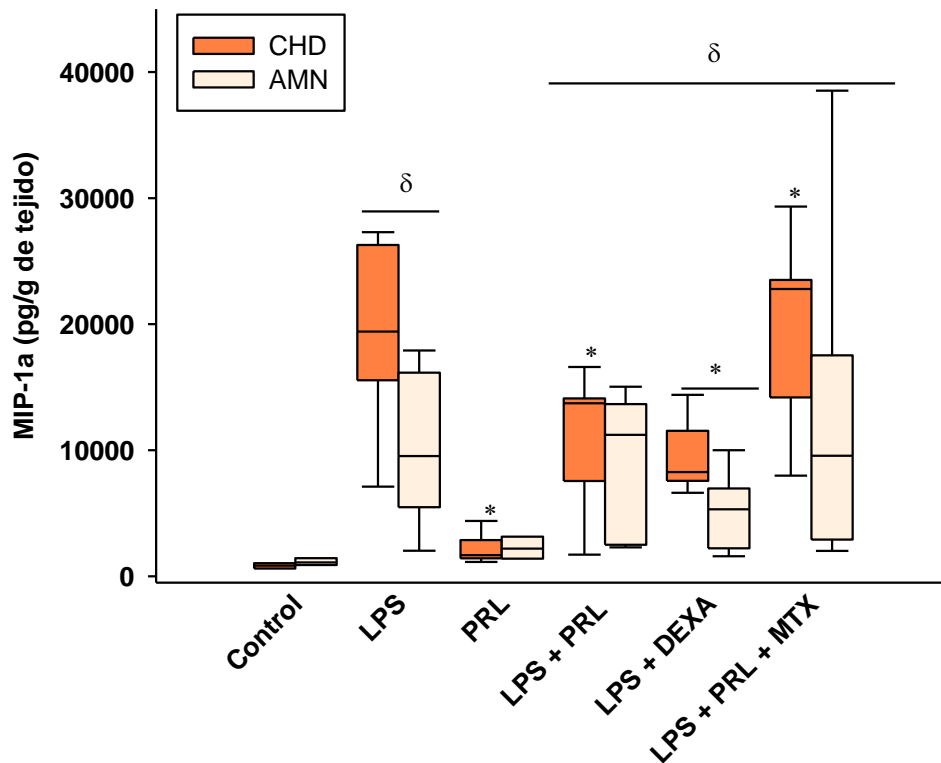 CHD
AMN
δ
δ
*
*
*
*
MIP-1a (pg/g de tejido)
40000
30000
20000
10000
0
Control
LPS
PRL
LPS + PRL
LPS + DEXA
LPS + PRL + MTX